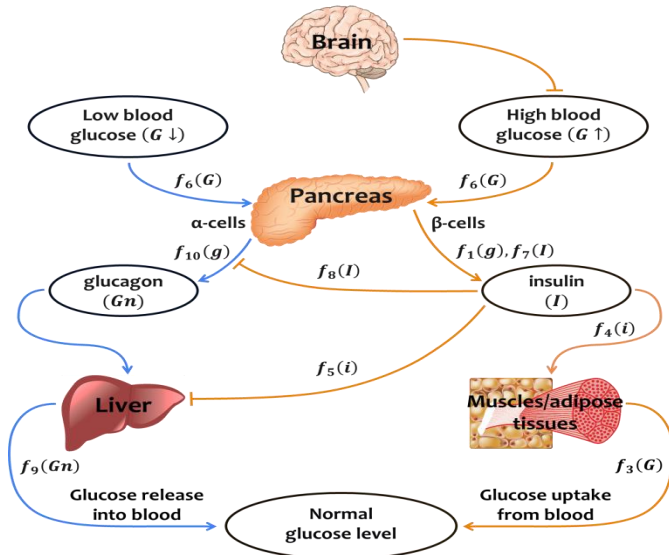 Brain
Low blood
glucose (G ↓)
High blood
glucose (G ↑)
f₆(G)
f₆(G)
Pancreas
α-cells
β-cells
f₁₀(g)
f₁(g), f₇(I)
f₈(I)
glucagon
(Gn)
insulin
(I)
f₄(i)
f₅(i)
Liver
Muscles/adipose
tissues
f₉(Gn)
f₃(G)
Glucose release
into blood
Glucose uptake
from blood
Normal
glucose level